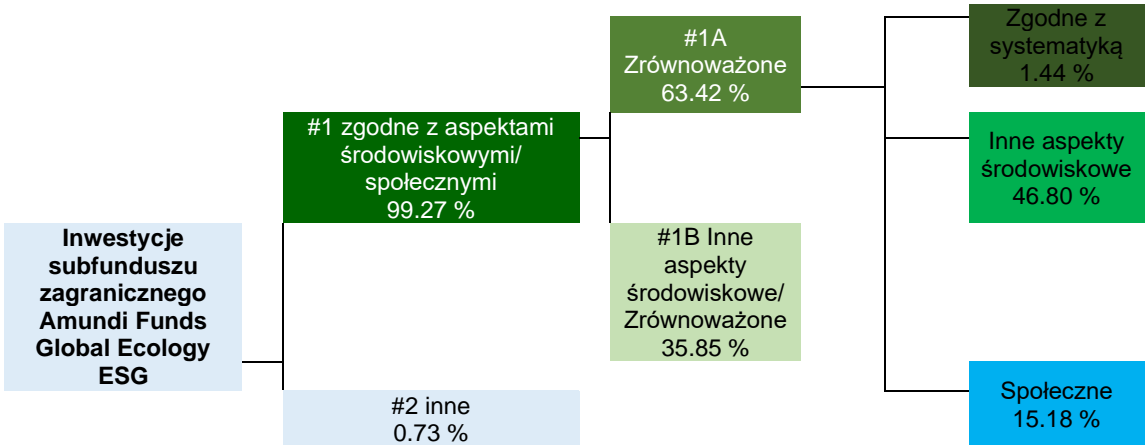 Inwestycje
subfunduszu
zagranicznego
Amundi Funds
Global Ecology
ESG
#1 zgodne z aspektami
środowiskowymi/
społecznymi
99.27 %
#2 inne
0.73 %
#1A
Zrównoważone
63.42 %
#1B Inne
aspekty
środowiskowe/
Zrównoważone
35.85 %
Zgodne z
systematyką
1.44 %
Inne aspekty
środowiskowe
46.80 %
Społeczne
15.18 %